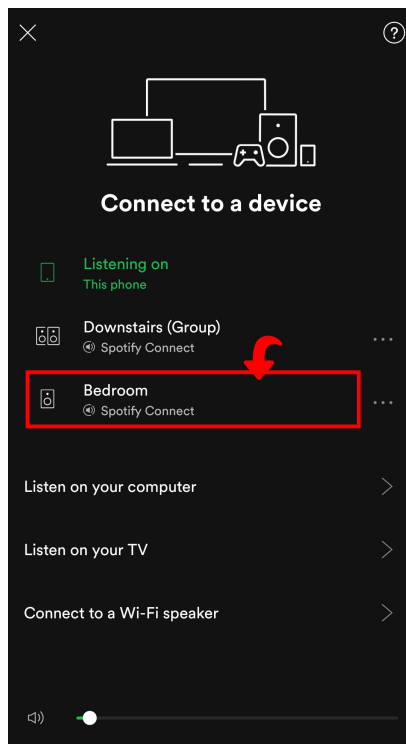 Connect to a device
Listening on
This phone
Downstairs (Group)
Spotify Connect
Bedroom
Spotify Connect
Listen on your computer
Listen on your TV
Connect to a Wi-Fi speaker